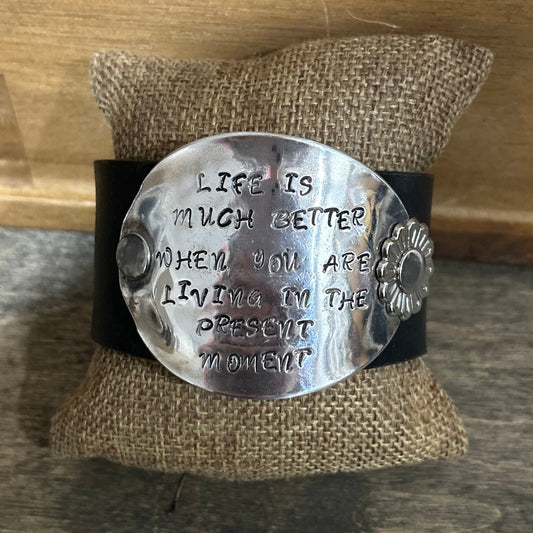 LIFE IS
MUCH BETTER
WHEN YOU ARE
LIVING IN THE
PRESENT
MOMENT